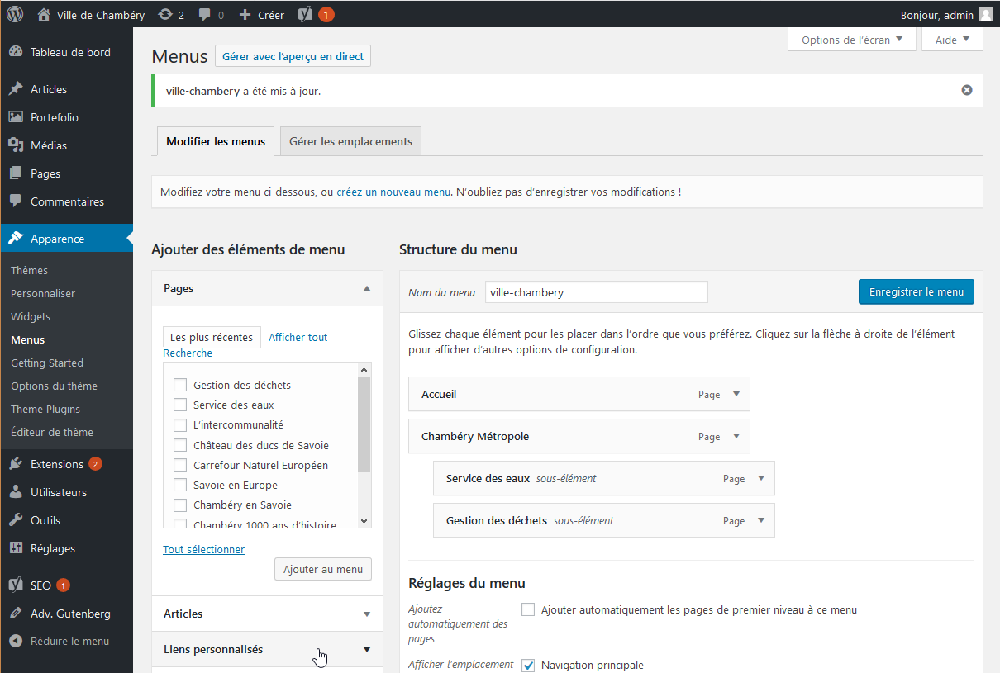 Ville de Chambéry 2 0 Créer 1 Bonjour, admin
Tableau de bord
Articles
Portefolio
Médias
Pages
Commentaires
Apparence
Thèmes
Personnaliser
Widgets
Menus
Getting Started
Options du thème
Theme Plugins
Éditeur de thème
Extensions 2
Utilisateurs
Outils
Réglages
SEO 1
Adv. Gutenberg
Réduire le menu
Options de l'écran Aide
Menus Gérer avec l'aperçu en direct
ville-chambery a été mis à jour.
Modifier les menus Gérer les emplacements
Modifiez votre menu ci-dessous, ou créez un nouveau menu. N'oubliez pas d'enregistrer vos modifications !
Ajouter des éléments de menu
Pages
Les plus récentes Afficher tout
Recherche
Gestion des déchets
Service des eaux
L'intercommunalité
Château des ducs de Savoie
Carrefour Naturel Européen
Savoie en Europe
Chambéry en Savoie
Chambéry 1000 ans d'histoire
Tout sélectionner
Ajouter au menu
Articles
Liens personnalisés
Structure du menu
Nom du menu ville-chambery Enregistrer le menu
Glissez chaque élément pour les placer dans l'ordre que vous préférez. Cliquez sur la flèche à droite de l'élément
pour afficher d'autres options de configuration.
Accueil Page
Chambéry Métropole Page
Service des eaux sous-élément Page
Gestion des déchets sous-élément Page
Réglages du menu
Ajoutez
automatiquement des
pages
Ajouter automatiquement les pages de premier niveau à ce menu
Afficher l'emplacement Navigation principale